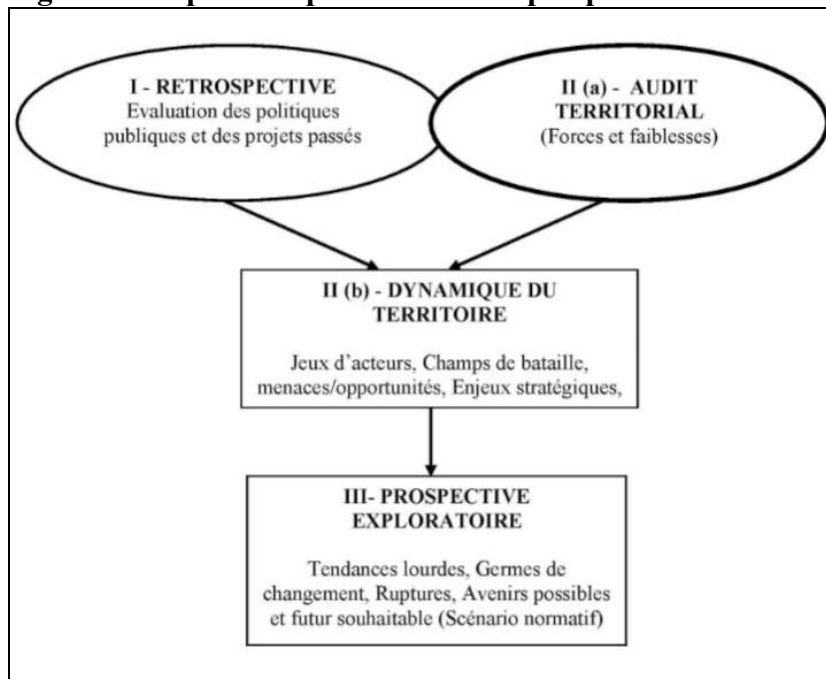 I - RETROSPECTIVE
Evaluation des politiques
publiques et des projets passés
II (a) - AUDIT
TERRITORIAL
(Forces et faiblesses)
II (b) - DYNAMIQUE DU
TERRITOIRE
Jeux d'acteurs, Champs de bataille,
menaces/opportunités, Enjeux stratégiques,
III- PROSPECTIVE
EXPLORATOIRE
Tendances lourdes, Germes de
changement, Ruptures, Avenirs possibles
et futur souhaitable (Scénario normatif)